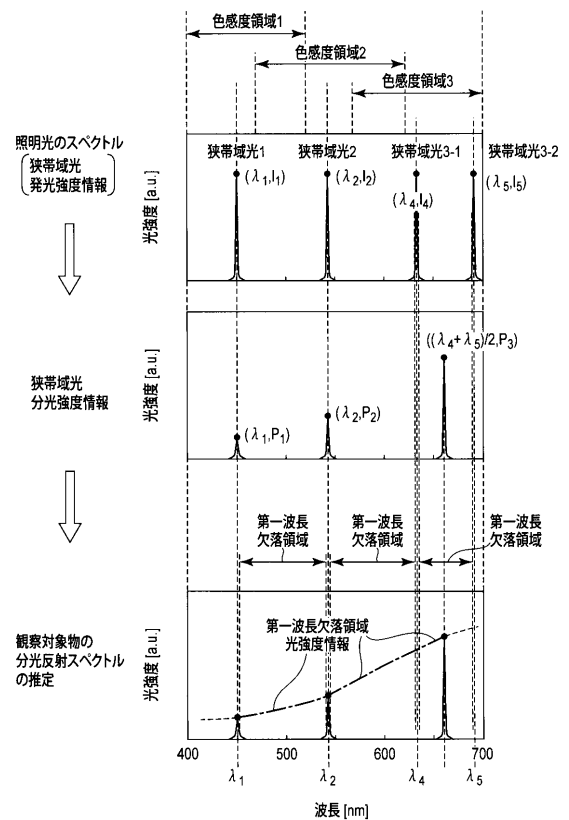 色感度領域1
色感度領域2
色感度領域3
照明光のスペクトル
狭帯域光
発光強度情報
光強度 [a.u.]
狭帯域光1
狭帯域光2
狭帯域光3-1
狭帯域光3-2
(λ1,I1)
(λ2,I2)
(λ4,I4)
(λ5,I5)
狭帯域光
分光強度情報
光強度 [a.u.]
(λ1,P1)
(λ2,P2)
((λ4+λ5)/2,P3)
第一波長
欠落領域
第一波長
欠落領域
第一波長
欠落領域
観察対象物の
分光反射スペクトル
の推定
光強度 [a.u.]
第一波長欠落領域
光強度情報
400
500
600
700
λ1
λ2
λ4
λ5
波長 [nm]